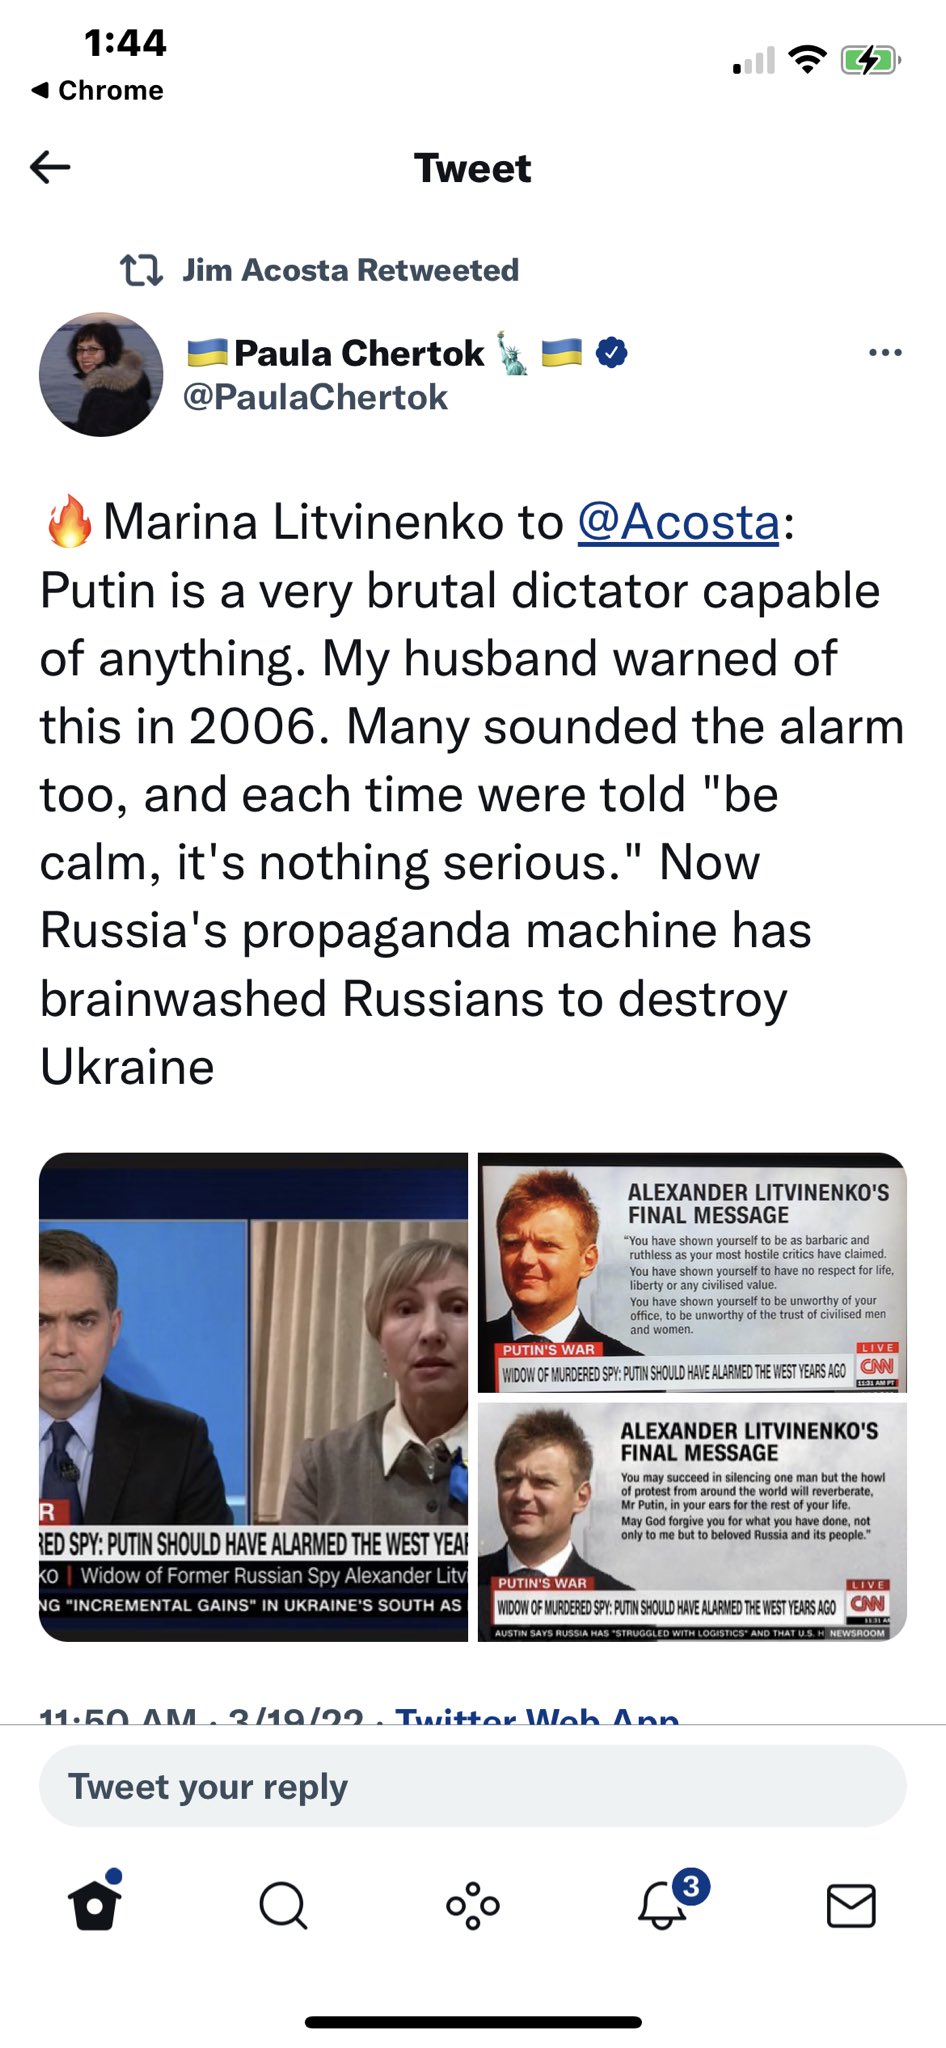 1:44
Chrome
Tweet
Jim Acosta Retweeted
Paula Chertok
@PaulaChertok
Marina Litvinenko to @Acosta:
Putin is a very brutal dictator capable
of anything. My husband warned of
this in 2006. Many sounded the alarm
too, and each time were told "be
calm, it's nothing serious." Now
Russia's propaganda machine has
brainwashed Russians to destroy
Ukraine
R
RED SPY: PUTIN SHOULD HAVE ALARMED THE WEST YEA
KO | Widow of Former Russian Spy Alexander Litv
NG "INCREMENTAL GAINS" IN UKRAINE'S SOUTH AS
ALEXANDER LITVINENKO'S
FINAL MESSAGE
"You have shown yourself to be as barbaric and
ruthless as your most hostile critics have claimed.
You have shown yourself to have no respect for life,
liberty or any civilised value.
You have shown yourself to be unworthy of your
office, to be unworthy of the trust of civilised men
and women.
PUTIN'S WAR
LIVE
WIDOW OF MURDERED SPY: PUTIN SHOULD HAVE ALARMED THE WEST YEARS AGO
CNN
11:31 AM PT
ALEXANDER LITVINENKO'S
FINAL MESSAGE
You may succeed in silencing one man but the howl
of protest from around the world will reverberate,
Mr Putin, in your ears for the rest of your life.
May God forgive you for what you have done, not
only to me but to beloved Russia and its people."
PUTIN'S WAR
LIVE
WIDOW OF MURDERED SPY: PUTIN SHOULD HAVE ALARMED THE WEST YEARS AGO
CNN
11:31 A
AUSTIN SAYS RUSSIA HAS "STRUGGLED WITH LOGISTICS" AND THAT U.S. H NEWSROOM
11:50 AM · 3/19/22 · Twitter Web App
Tweet your reply
3